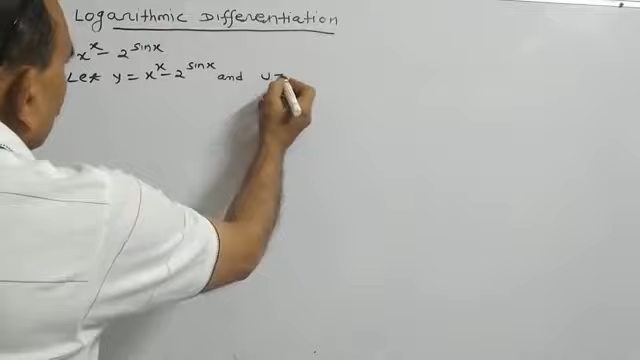 Logarithmic Differentiation
x^x - 2^sinx
Let y = x^x - 2^sinx and u =